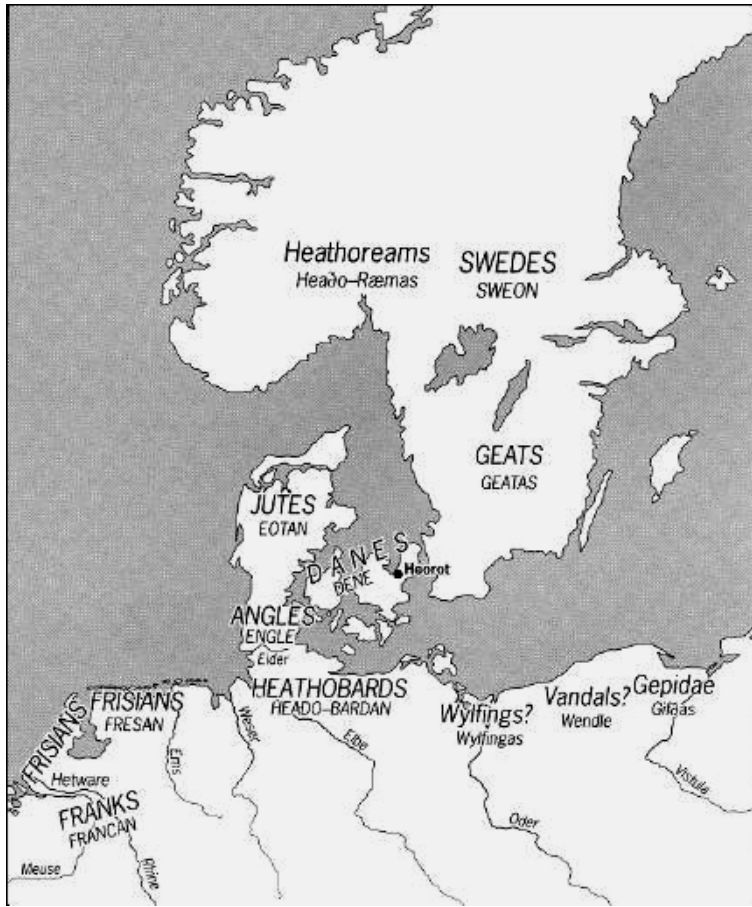 Heathoreams
Heaðo–Ræmas
SWEDES
SWEON
GEATS
GEATAS
JUTES
EOTAN
DANES
DENE
Heorot
ANGLES
ENGLE
Eider
HEATHOBARDS
HEAÐO–BARDAN
FRISIANS
FRESAN
FRISIANS
Hetware
FRANKS
FRANCAN
Meuse
Rhine
Ems
Weser
Elbe
Wylfings?
Wylfingas
Oder
Vandals?
Wendle
Gepidae
Gifðas
Vistula